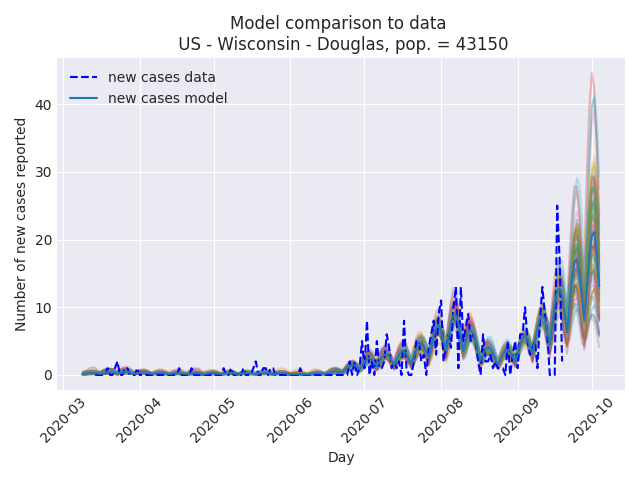 Model comparison to data
US - Wisconsin - Douglas, pop. = 43150
new cases data
new cases model
Number of new cases reported
40
30
20
10
0
2020-03
2020-04
2020-05
2020-06
2020-07
2020-08
2020-09
2020-10
Day